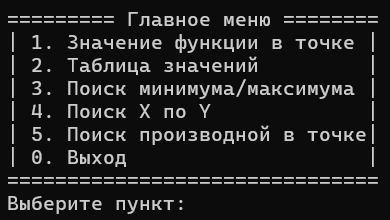 ========= Главное меню ========
| 1. Значение функции в точке |
| 2. Таблица значений         |
| 3. Поиск минимума/максимума |
| 4. Поиск X по Y             |
| 5. Поиск производной в точке|
| 0. Выход                    |
===============================
Выберите пункт: